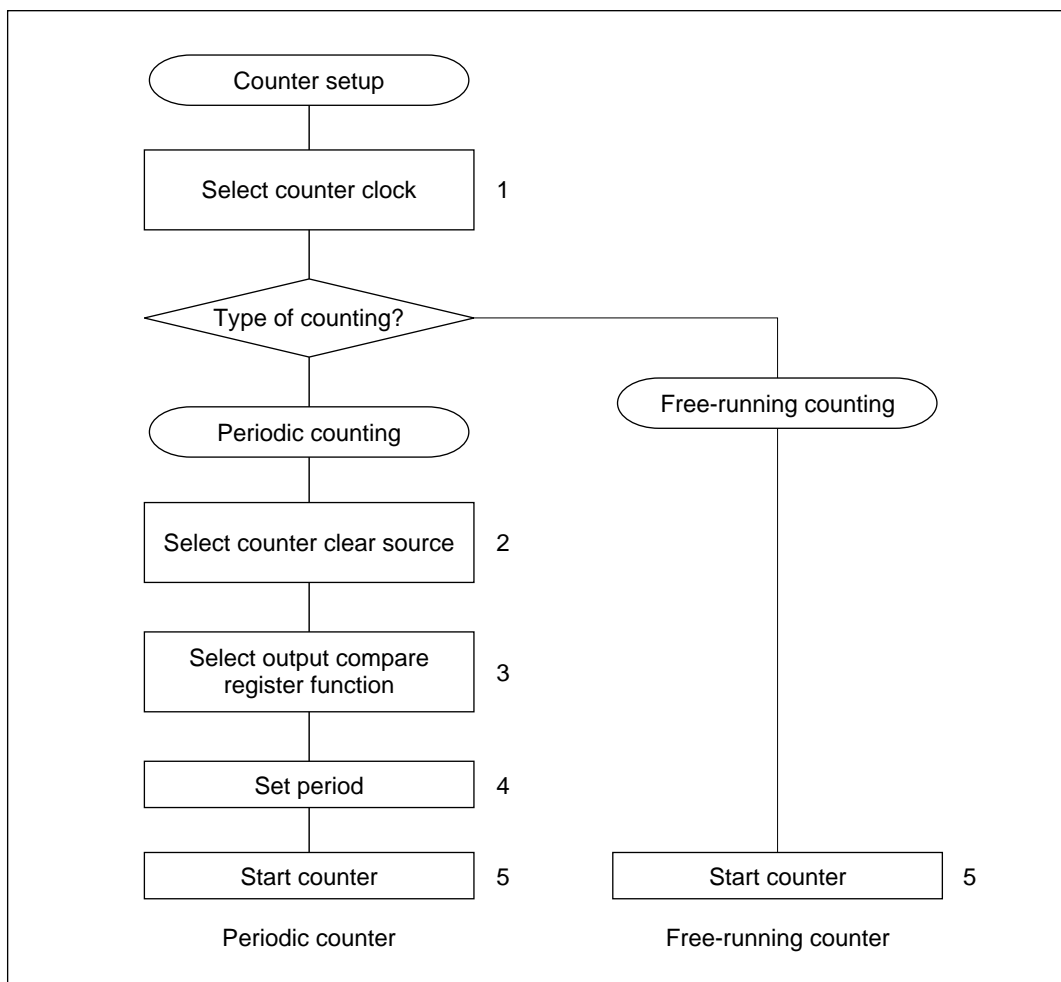 Counter setup
Select counter clock
1
Type of counting?
Free-running counting
Periodic counting
Select counter clear source
2
Select output compare
register function
3
Set period
4
Start counter
5
Start counter
5
Periodic counter
Free-running counter